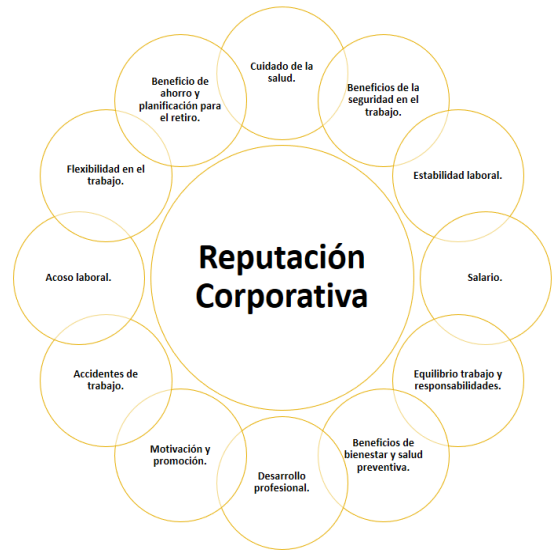 Cuidado de la
salud.
Beneficios de la
seguridad en el
trabajo.
Estabilidad laboral.
Salario.
Equilibrio trabajo y
responsabilidades.
Beneficios de
bienestar y salud
preventiva.
Desarrollo
profesional.
Motivación y
promoción.
Accidentes de
trabajo.
Acoso laboral.
Flexibilidad en el
trabajo.
Beneficio de
ahorro y
planificación para
el retiro.
Reputación
Corporativa